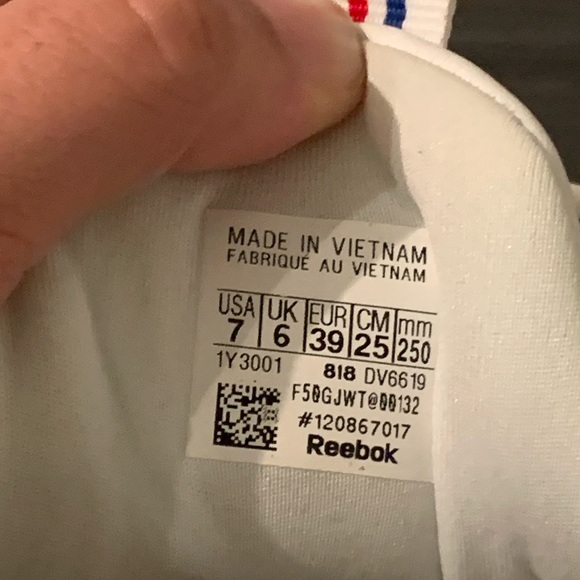 MADE IN VIETNAM
FABRIQUÉ AU VIETNAM
USA UK EUR CM mm
7 6 39 25 250
1Y3001 818 DV6619
F50GJWT@00132
#120867017
Reebok